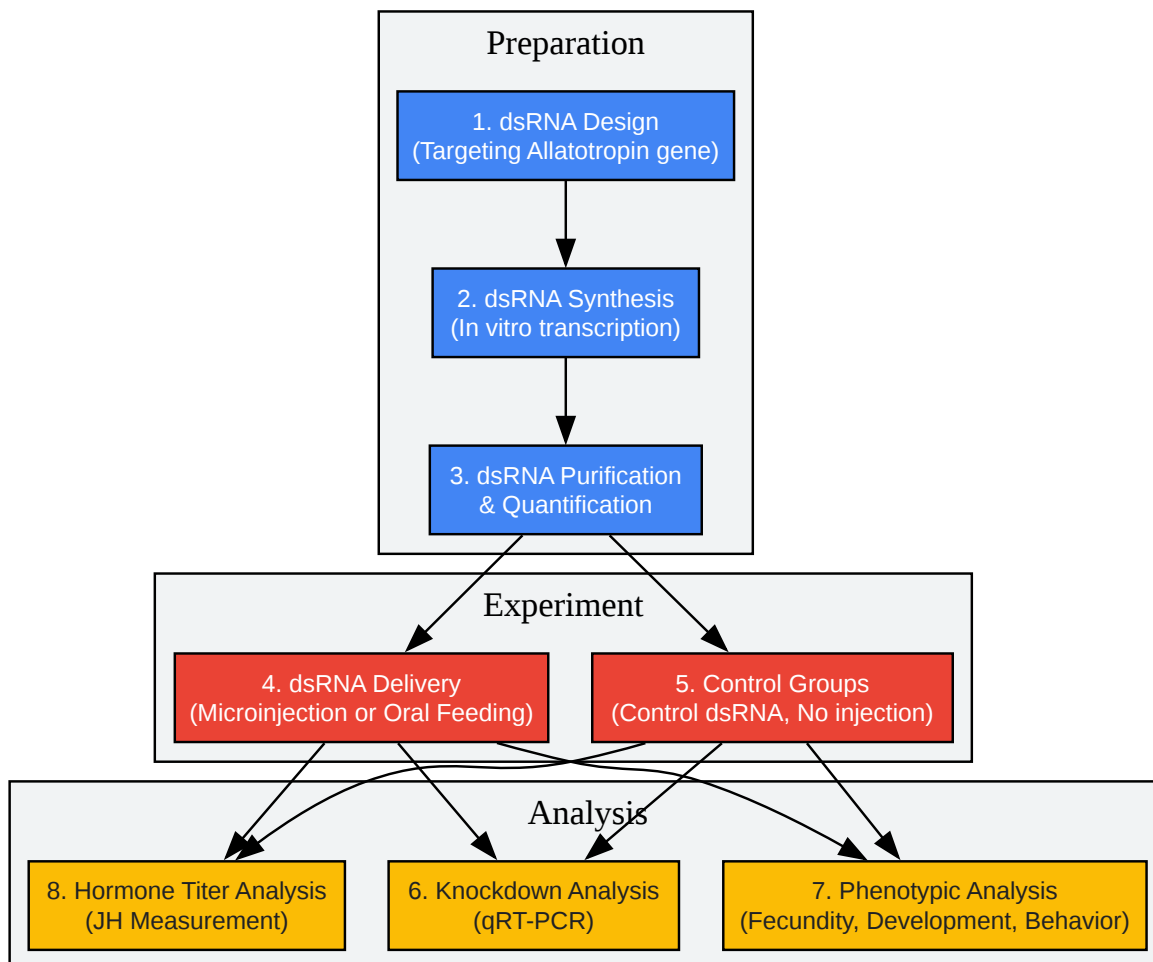 Preparation
1. dsRNA Design
(Targeting Allatotropin gene)
2. dsRNA Synthesis
(In vitro transcription)
3. dsRNA Purification
& Quantification
Experiment
4. dsRNA Delivery
(Microinjection or Oral Feeding)
5. Control Groups
(Control dsRNA, No injection)
Analysis
8. Hormone Titer Analysis
(JH Measurement)
6. Knockdown Analysis
(qRT-PCR)
7. Phenotypic Analysis
(Fecundity, Development, Behavior)